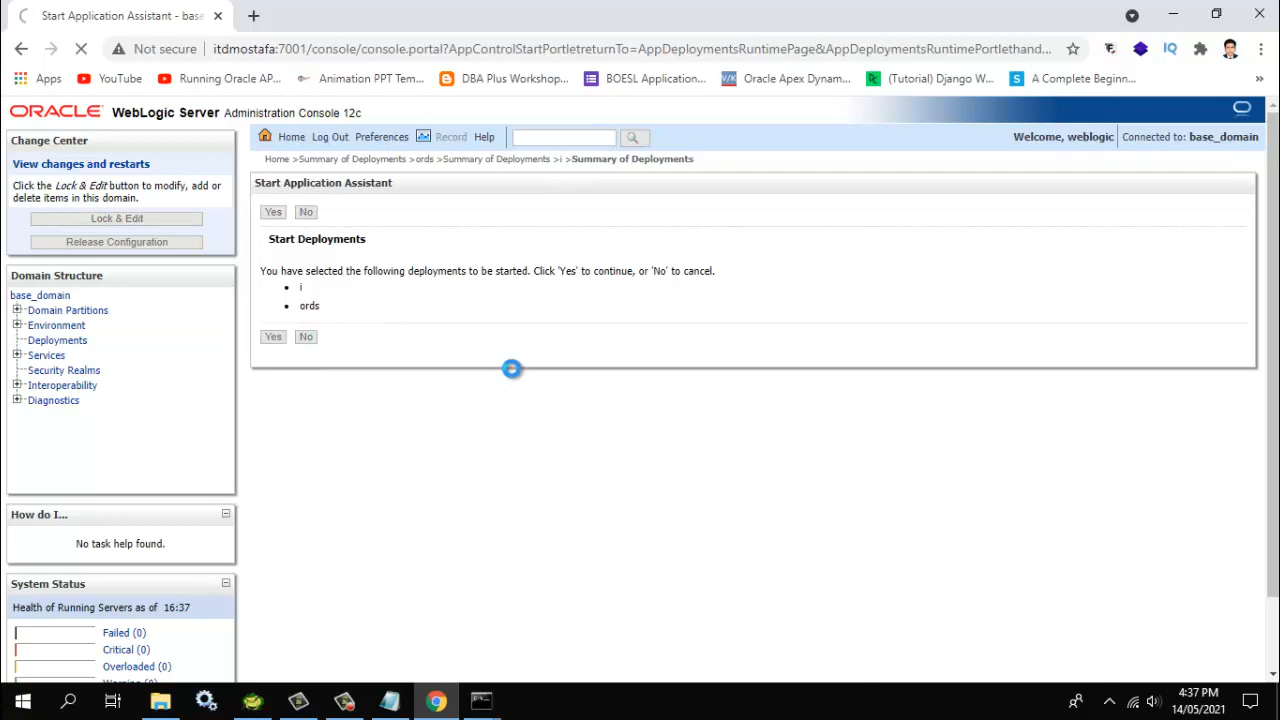 Start Application Assistant - base
Not secure
itdmostafa:7001/console/console.portal?AppControlStartPortletreturnTo=AppDeploymentsRuntimePage&AppDeploymentsRuntimePortlethand...
IQ
Apps
YouTube
Running Oracle AP...
Animation PPT Tem...
DBA Plus Workshop...
BOESL Application...
Oracle Apex Dynam...
(Tutorial) Django W...
A Complete Beginn...
»
ORACLE WebLogic Server Administration Console 12c
Change Center
View changes and restarts
Click the Lock & Edit button to modify, add or
delete items in this domain.
Lock & Edit
Release Configuration
Domain Structure
base_domain
Domain Partitions
Environment
Deployments
Services
Security Realms
Interoperability
Diagnostics
How do I...
No task help found.
System Status
Health of Running Servers as of 16:37
Failed (0)
Critical (0)
Overloaded (0)
Home Log Out Preferences Record Help
Welcome, weblogic
Connected to: base_domain
Home >Summary of Deployments >ords >Summary of Deployments >i >Summary of Deployments
Start Application Assistant
Yes No
Start Deployments
You have selected the following deployments to be started. Click 'Yes' to continue, or 'No' to cancel.
i
ords
Yes No
4:37 PM
14/05/2021